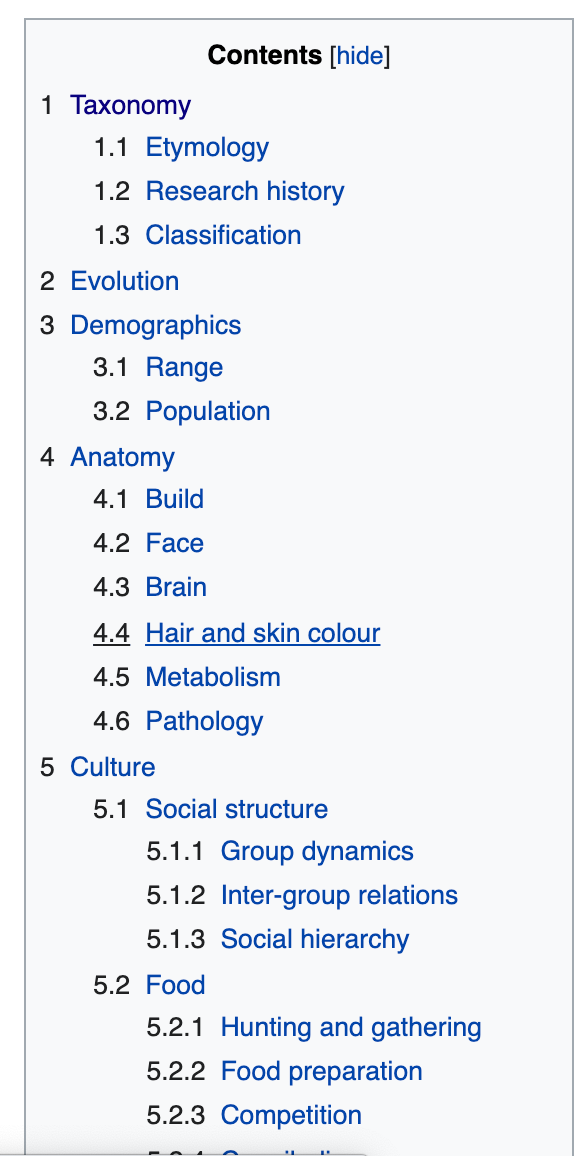 Contents [hide]
1 Taxonomy
1.1 Etymology
1.2 Research history
1.3 Classification
2 Evolution
3 Demographics
3.1 Range
3.2 Population
4 Anatomy
4.1 Build
4.2 Face
4.3 Brain
4.4 Hair and skin colour
4.5 Metabolism
4.6 Pathology
5 Culture
5.1 Social structure
5.1.1 Group dynamics
5.1.2 Inter-group relations
5.1.3 Social hierarchy
5.2 Food
5.2.1 Hunting and gathering
5.2.2 Food preparation
5.2.3 Competition